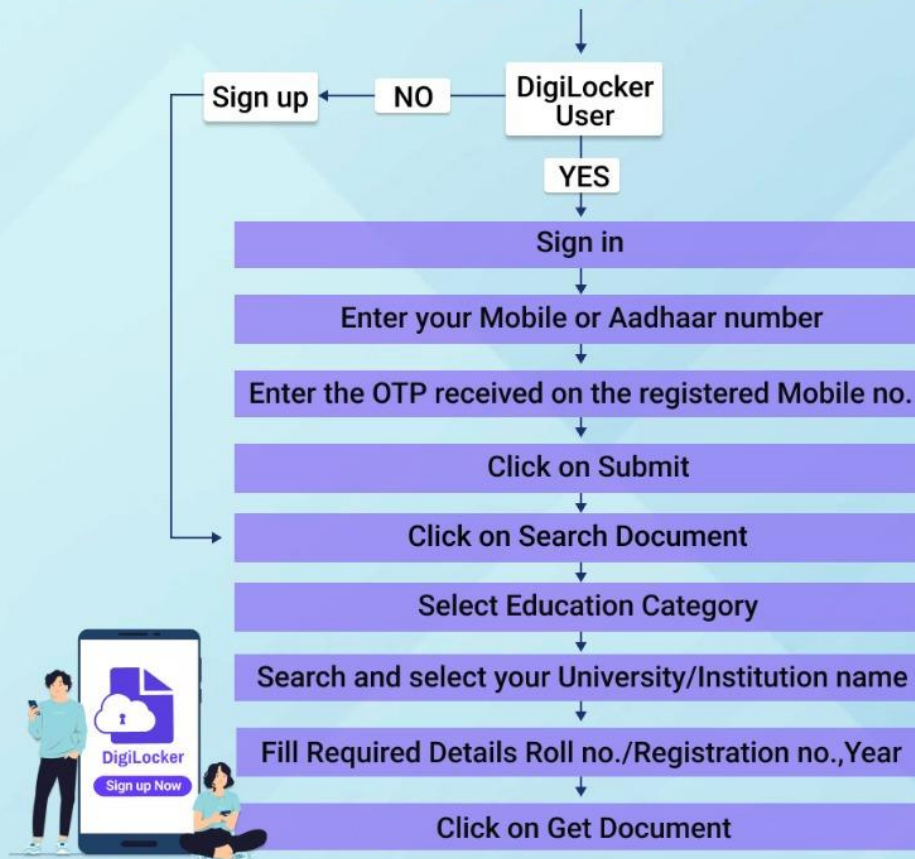 Sign up
NO
DigiLocker
User
YES
Sign in
Enter your Mobile or Aadhaar number
Enter the OTP received on the registered Mobile no.
Click on Submit
Click on Search Document
Select Education Category
Search and select your University/Institution name
Fill Required Details Roll no./Registration no.,Year
Click on Get Document
DigiLocker
Sign up Now